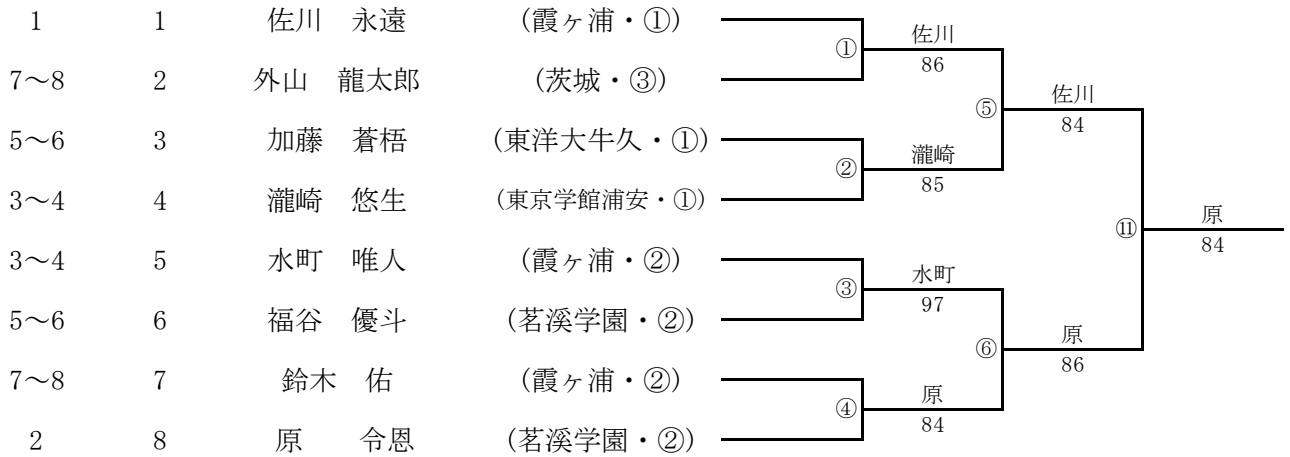 1 1 佐川 永遠 (霞ヶ浦・①)
① 佐川
86
7～8 2 外山 龍太郎 (茨城・③)
⑤ 佐川
84
5～6 3 加藤 蒼梧 (東洋大牛久・①)
② 瀧崎
85
3～4 4 瀧崎 悠生 (東京学館浦安・①)
⑪ 原
84
3～4 5 水町 唯人 (霞ヶ浦・②)
③ 水町
97
5～6 6 福谷 優斗 (茗溪学園・②)
⑥ 原
86
7～8 7 鈴木 佑 (霞ヶ浦・②)
④ 原
84
2 8 原 令恩 (茗溪学園・②)